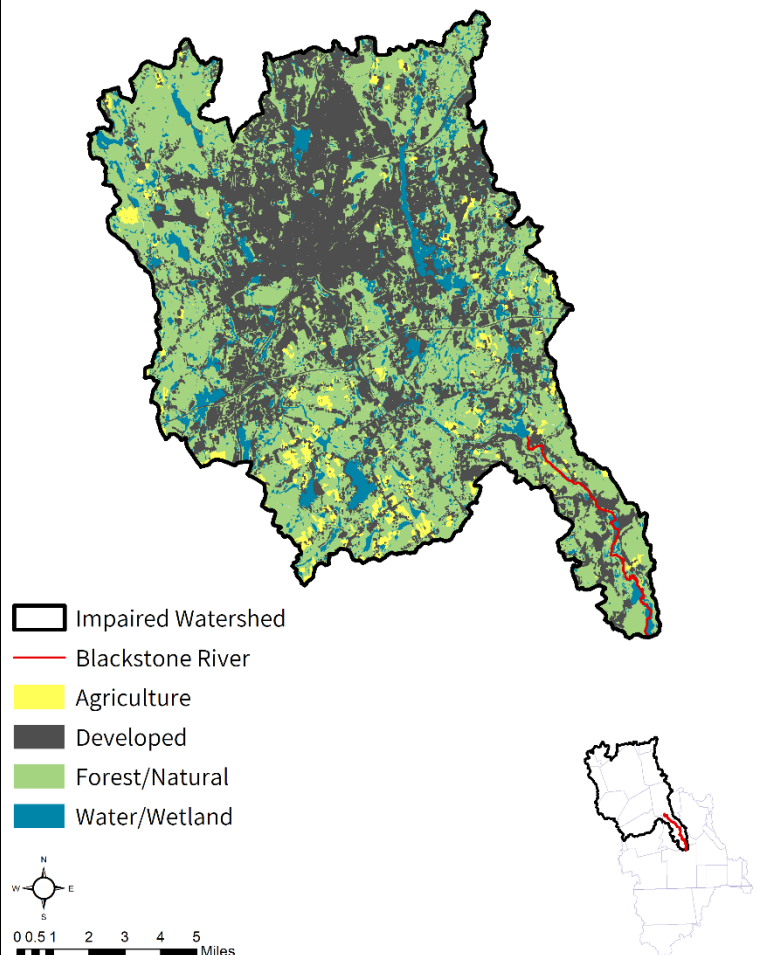 Impaired Watershed
Blackstone River
Agriculture
Developed
Forest/Natural
Water/Wetland
N
W E
S
0 0.5 1 2 3 4 5
Miles